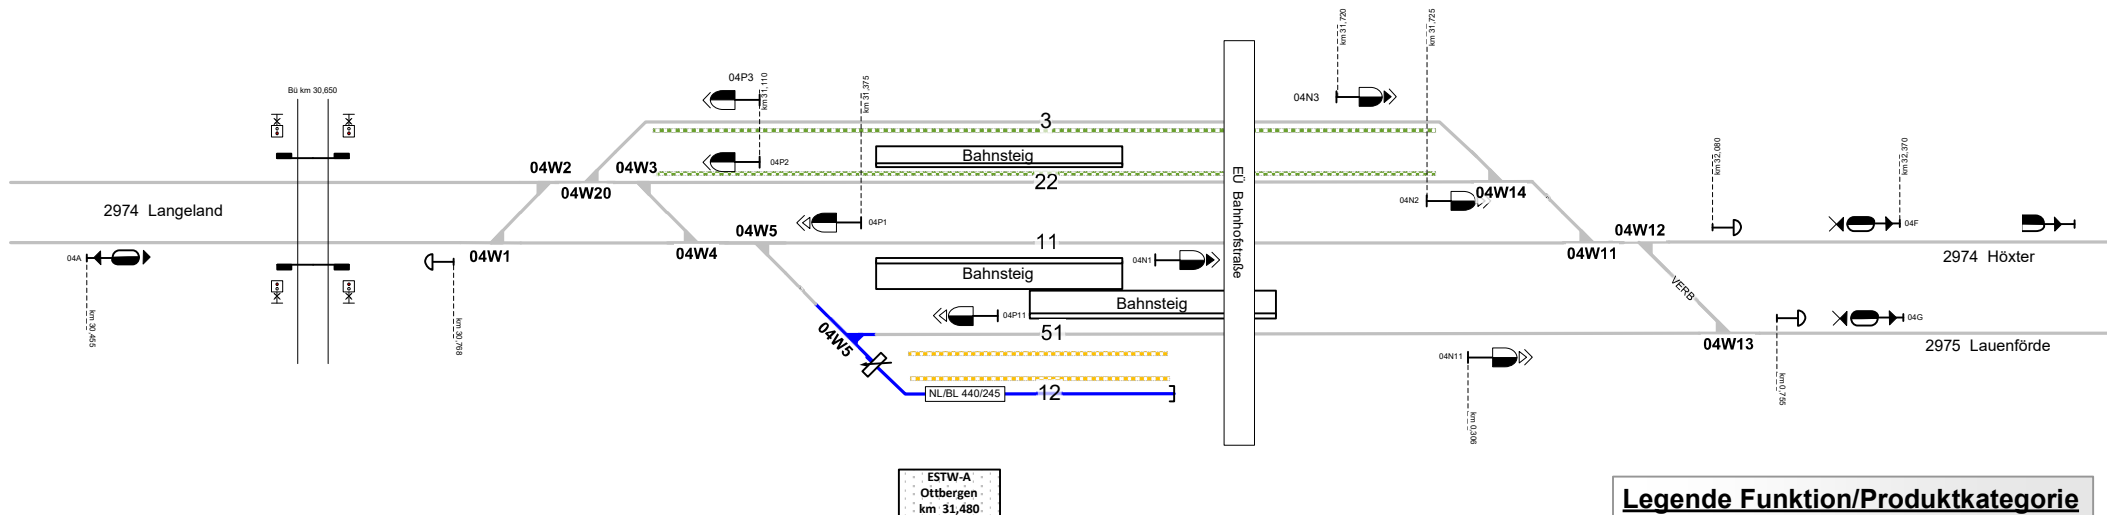 km 31,720
km 31,725
04P3
km 31,110
km 31,375
Bü km 30,650
04N3
3
04P2
Bahnsteig
04W2
04W3
04W20
22
EÜ Bahnhofstraße
04W14
04N2
km 32,080
km 32,370
2974 Langeland
04P1
04W5
04W12
04F
04A
04W1
04W4
11
04N1
04W11
2974 Höxter
Bahnsteig
VERB
Bahnsteig
km 30,455
km 30,768
04P11
04W5
51
04G
04W13
2975 Lauenförde
04N11
NL/BL 440/245
12
km 0,306
km 0,755
ESTW-A
Ottbergen
km 31,480
Legende Funktion/Produktkategorie